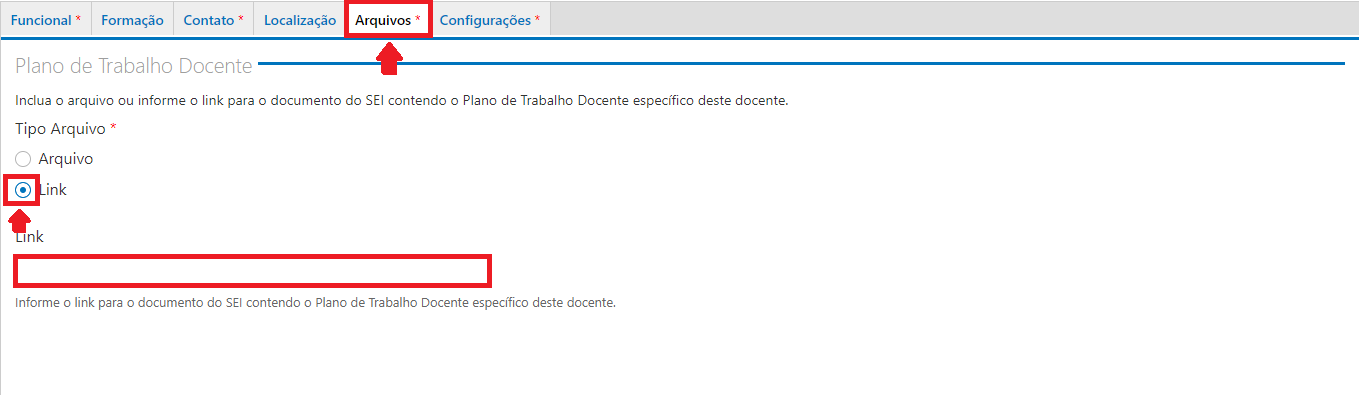 Funcional * Formação Contato * Localização Arquivos * Configurações *
Plano de Trabalho Docente
Inclua o arquivo ou informe o link para o documento do SEI contendo o Plano de Trabalho Docente específico deste docente.
Tipo Arquivo *
Arquivo
Link
Link
Informe o link para o documento do SEI contendo o Plano de Trabalho Docente específico deste docente.